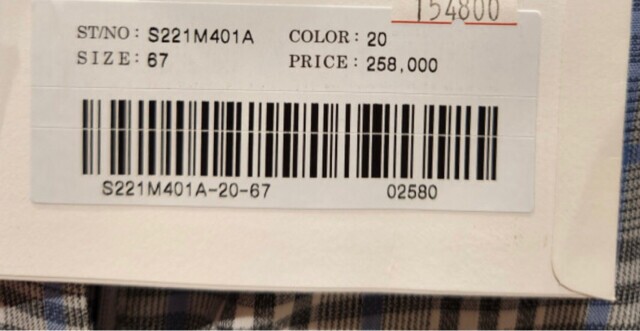 154800
ST/NO: S221M401A COLOR: 20
SIZE: 67 PRICE: 258,000
S221M401A-20-67 02580